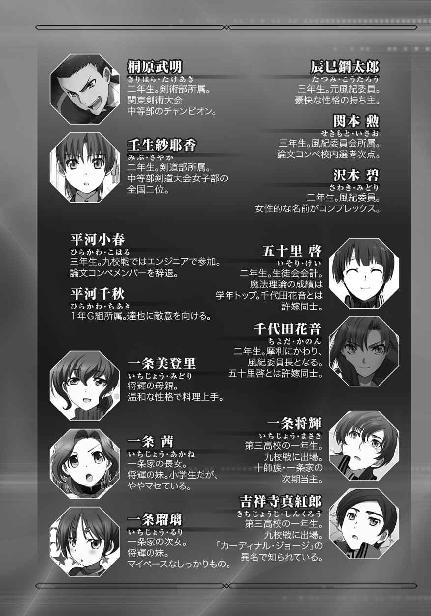 桐原武明
きりはら・たけあき
二年生。剣術部所属。
関東剣術大会
中等部のチャンピオン。
壬生紗耶香
みぶ・さやか
二年生。剣道部所属。
中等部剣道大会女子部の
全国二位。
平河小春
ひらかわ・こはる
三年生。九校戦ではエンジニアで参加。
論文コンペメンバーを辞退。
平河千秋
ひらかわ・ちあき
1年G組所属。達也に敵意を向ける。
一条美登里
いちじょう・みどり
将輝の母親。
温和な性格で料理上手。
一条 茜
いちじょう・あかね
一条家の長女。
将輝の妹。小学生だが、
ややマセている。
一条瑠璃
いちじょう・るり
一条家の次女。
将輝の妹。
マイペースなしっかりもの。
辰巳鋼太郎
たつみ・こうたろう
三年生。元風紀委員。
豪快な性格の持ち主。
関本 勲
せきもと・いさお
三年生。風紀委員会所属。
論文コンペ校内選考次点。
沢木 碧
さわき・みどり
二年生。風紀委員。
女性的な名前がコンプレックス。
五十里 啓
いそり・けい
二年生。生徒会会計。
魔法理論の成績は
学年トップ。千代田花音とは
許嫁同士。
千代田花音
ちよだ・かのん
二年生。摩利にかわり、
風紀委員長となる。
五十里啓とは許嫁同士。
一条将輝
いちじょう・まさき
第三高校の一年生。
九校戦に出場。
十師族・一条家の
次期当主。
吉祥寺真紅郎
きちじょうじ・しんくろう
第三高校の一年生。
九校戦に出場。
「カーディナル・ジョージ」の
異名で知られている。